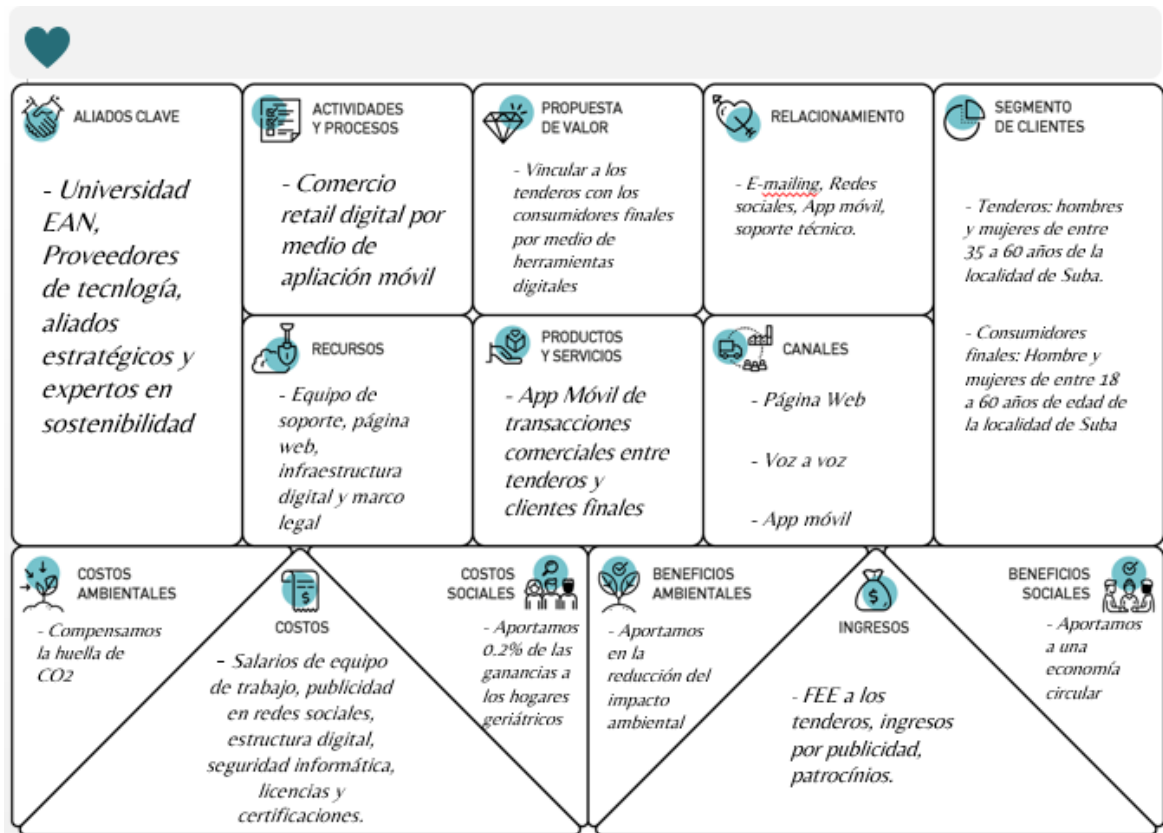 ALIADOS CLAVE
- Universidad
EAN,
Proveedores
de tecnlogía,
aliados
estratégicos y
expertos en
sostenibilidad
ACTIVIDADES
Y PROCESOS
- Comercio
retail digital por
medio de
apliación móvil
RECURSOS
- Equipo de
soporte, página
web,
infraestructura
digital y marco
legal
PROPUESTA
DE VALOR
- Vincular a los
tenderos con los
consumidores finales
por medio de
herramientas
digitales
PRODUCTOS
Y SERVICIOS
- App Móvil de
transacciones
comerciales entre
tenderos y
clientes finales
RELACIONAMIENTO
- E-mailing, Redes
sociales, App móvil,
soporte técnico.
CANALES
- Página Web
- Voz a voz
- App móvil
SEGMENTO
DE CLIENTES
- Tenderos: hombres
y mujeres de entre
35 a 60 años de la
localidad de Suba.
- Consumidores
finales: Hombre y
mujeres de entre 18
a 60 años de edad de
la localidad de Suba
COSTOS
AMBIENTALES
- Compensamos
la huella de
CO2
COSTOS
- Salarios de equipo
de trabajo, publicidad
en redes sociales,
estructura digital,
seguridad informática,
licencias y
certificaciones.
COSTOS
SOCIALES
- Aportamos
0.2% de las
ganancias a
los hogares
geriátricos
BENEFICIOS
AMBIENTALES
- Aportamos
en la
reducción del
impacto
ambiental
INGRESOS
- FEE a los
tenderos, ingresos
por publicidad,
patrocínios.
BENEFICIOS
SOCIALES
- Aportamos
a una
economía
circular